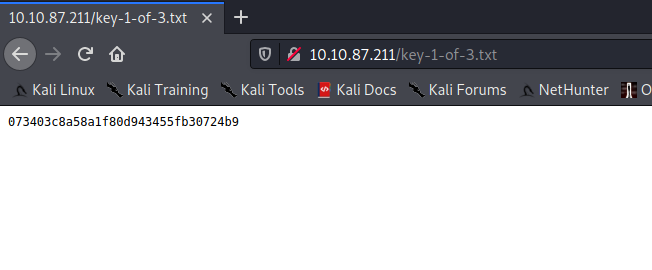 10.10.87.211/key-1-of-3.txt
10.10.87.211/key-1-of-3.txt
Kali Linux Kali Training Kali Tools Kali Docs Kali Forums NetHunter O
073403c8a58a1f80d943455fb30724b9